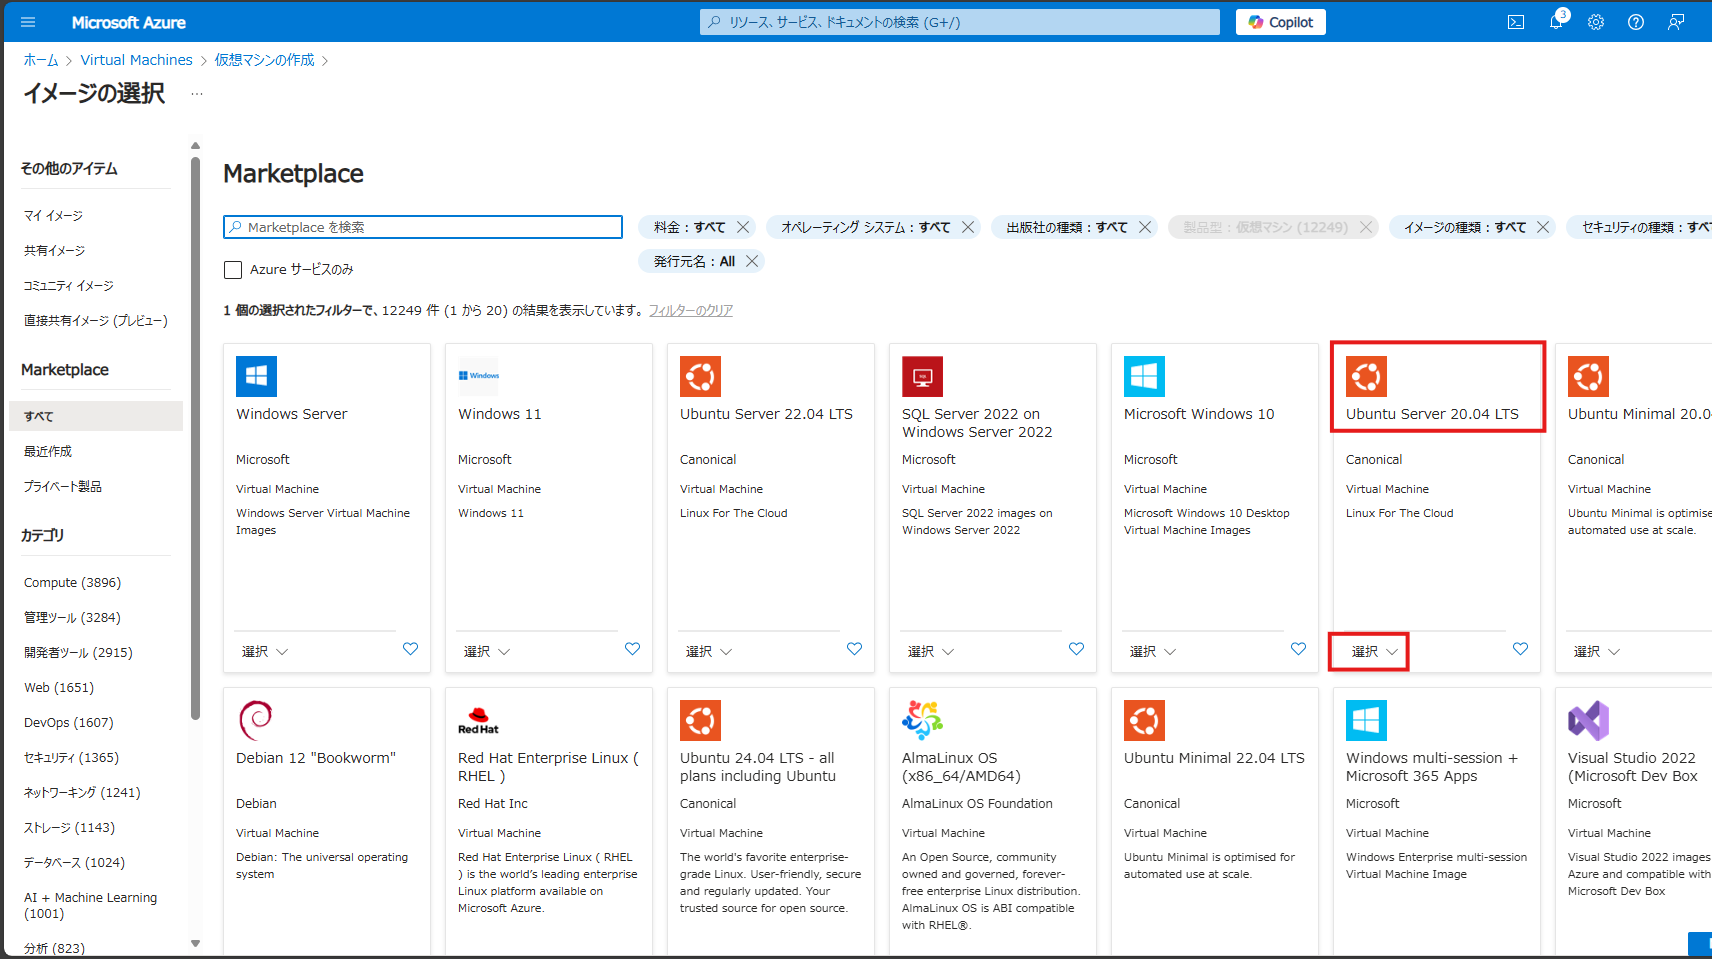 Microsoft Azure
リソース、サービス、ドキュメントの検索 (G+/)
Copilot
3
ホーム > Virtual Machines > 仮想マシンの作成 >
イメージの選択 …
その他のアイテム
マイ イメージ
共有イメージ
コミュニティ イメージ
直接共有イメージ (プレビュー)
Marketplace
すべて
最近作成
プライベート製品
カテゴリ
Compute (3896)
管理ツール (3284)
開発者ツール (2915)
Web (1651)
DevOps (1607)
セキュリティ (1365)
ネットワーキング (1241)
ストレージ (1143)
データベース (1024)
AI + Machine Learning
(1001)
分析 (823)
Marketplace
Marketplace を検索
料金 : すべて
オペレーティング システム : すべて
出版社の種類 : すべて
製品型 : 仮想マシン (12249)
イメージの種類 : すべて
セキュリティの種類 : すべ
発行元名 : All
Azure サービスのみ
1 個の選択されたフィルターで、12249 件 (1 から 20) の結果を表示しています。 フィルターのクリア
Windows Server
Microsoft
Virtual Machine
Windows Server Virtual Machine
Images
選択
Windows
Windows 11
Microsoft
Virtual Machine
Windows 11
選択
Ubuntu Server 22.04 LTS
Canonical
Virtual Machine
Linux For The Cloud
選択
SQL
SQL Server 2022 on
Windows Server 2022
Microsoft
Virtual Machine
SQL Server 2022 images on
Windows Server 2022
選択
Microsoft Windows 10
Microsoft
Virtual Machine
Microsoft Windows 10 Desktop
Virtual Machine Images
選択
Ubuntu Server 20.04 LTS
Canonical
Virtual Machine
Linux For The Cloud
選択
Ubuntu Minimal 20.0
Canonical
Virtual Machine
Ubuntu Minimal is optimise
automated use at scale.
選択
Debian 12 "Bookworm"
Debian
Virtual Machine
Debian: The universal operating
system
Red Hat
Red Hat Enterprise Linux (
RHEL )
Red Hat Inc
Virtual Machine
Red Hat Enterprise Linux ( RHEL
) is the world's leading enterprise
Linux platform available on
Microsoft Azure.
Ubuntu 24.04 LTS - all
plans including Ubuntu
Canonical
Virtual Machine
The world's favorite enterprise-
grade Linux. User-friendly, secure
and regularly updated. Your
trusted source for open source.
AlmaLinux OS
(x86_64/AMD64)
AlmaLinux OS Foundation
Virtual Machine
An Open Source, community
owned and governed, forever-
free enterprise Linux distribution.
AlmaLinux OS is ABI compatible
with RHEL®.
Ubuntu Minimal 22.04 LTS
Canonical
Virtual Machine
Ubuntu Minimal is optimised for
automated use at scale.
Windows multi-session +
Microsoft 365 Apps
Microsoft
Virtual Machine
Windows Enterprise multi-session
Virtual Machine Image
Visual Studio 2022
(Microsoft Dev Box
Microsoft
Virtual Machine
Visual Studio 2022 images
Azure and compatible with
Microsoft Dev Box